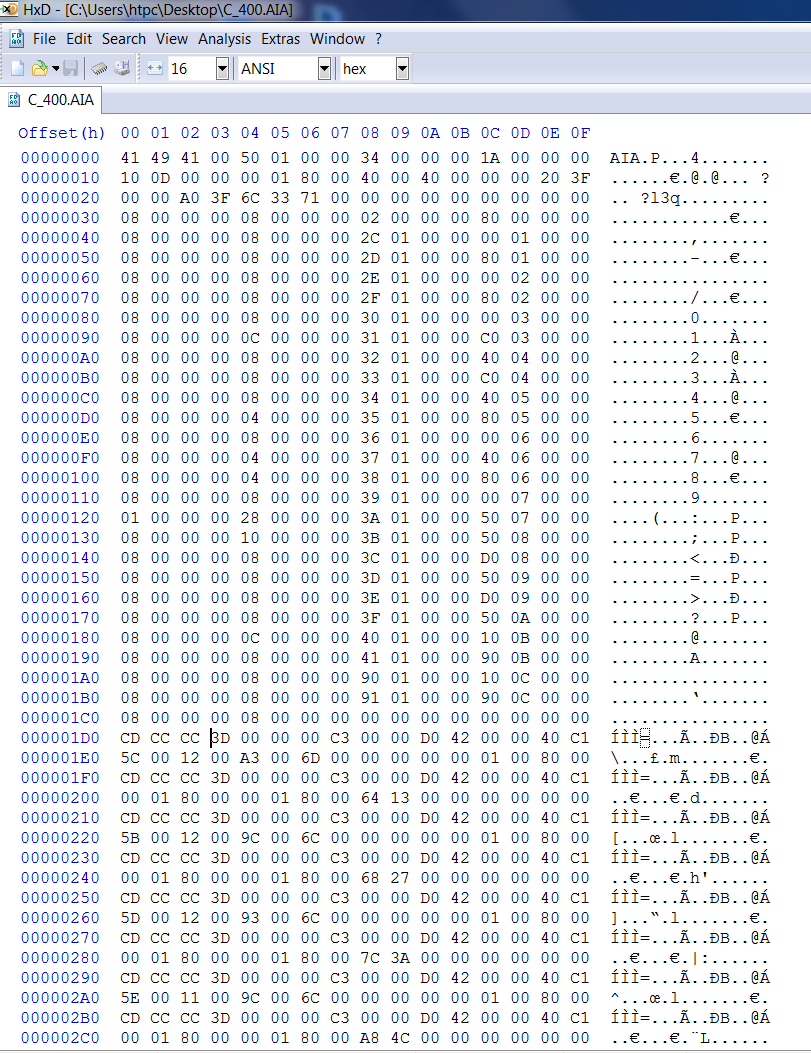 HxD - [C:\Users\htpc\Desktop\C_400.AIA]
File Edit Search View Analysis Extras Window ?
16 ANSI hex
C_400.AIA
Offset(h) 00 01 02 03 04 05 06 07 08 09 0A 0B 0C 0D 0E 0F
00000000 41 49 41 00 50 01 00 00 34 00 00 00 1A 00 00 00 AIA.P...4.......
00000010 10 0D 00 00 00 01 80 00 40 00 40 00 00 00 20 3F ......€.@.@... ?
00000020 00 00 A0 3F 6C 33 71 00 00 00 00 00 00 00 00 00 .. ?l3q.........
00000030 08 00 00 00 08 00 00 00 02 00 00 00 80 00 00 00 ............€...
00000040 08 00 00 00 08 00 00 00 2C 01 00 00 00 01 00 00 ........,.......
00000050 08 00 00 00 08 00 00 00 2D 01 00 00 80 01 00 00 ........-...€...
00000060 08 00 00 00 08 00 00 00 2E 01 00 00 00 02 00 00 ................
00000070 08 00 00 00 08 00 00 00 2F 01 00 00 80 02 00 00 ......../...€...
00000080 08 00 00 00 08 00 00 00 30 01 00 00 00 03 00 00 ........0.......
00000090 08 00 00 00 0C 00 00 00 31 01 00 00 C0 03 00 00 ........1...À...
000000A0 08 00 00 00 08 00 00 00 32 01 00 00 40 04 00 00 ........2...@...
000000B0 08 00 00 00 08 00 00 00 33 01 00 00 C0 04 00 00 ........3...À...
000000C0 08 00 00 00 08 00 00 00 34 01 00 00 40 05 00 00 ........4...@...
000000D0 08 00 00 00 04 00 00 00 35 01 00 00 80 05 00 00 ........5...€...
000000E0 08 00 00 00 08 00 00 00 36 01 00 00 00 06 00 00 ........6.......
000000F0 08 00 00 00 04 00 00 00 37 01 00 00 40 06 00 00 ........7...@...
00000100 08 00 00 00 04 00 00 00 38 01 00 00 80 06 00 00 ........8...€...
00000110 08 00 00 00 08 00 00 00 39 01 00 00 00 07 00 00 ........9.......
00000120 01 00 00 00 28 00 00 00 3A 01 00 00 50 07 00 00 ....(...:...P...
00000130 08 00 00 00 10 00 00 00 3B 01 00 00 50 08 00 00 ........;...P...
00000140 08 00 00 00 08 00 00 00 3C 01 00 00 D0 08 00 00 ........<...Ð...
00000150 08 00 00 00 08 00 00 00 3D 01 00 00 50 09 00 00 ........=...P...
00000160 08 00 00 00 08 00 00 00 3E 01 00 00 D0 09 00 00 ........>...Ð...
00000170 08 00 00 00 08 00 00 00 3F 01 00 00 50 0A 00 00 ........?...P...
00000180 08 00 00 00 0C 00 00 00 40 01 00 00 10 0B 00 00 ........@.......
00000190 08 00 00 00 08 00 00 00 41 01 00 00 90 0B 00 00 ........A.......
000001A0 08 00 00 00 08 00 00 00 90 01 00 00 10 0C 00 00 ................
000001B0 08 00 00 00 08 00 00 00 91 01 00 00 90 0C 00 00 ........‘.......
000001C0 08 00 00 00 08 00 00 00 00 00 00 00 00 00 00 00 ................
000001D0 CD CC CC 3D 00 00 00 C3 00 00 D0 42 00 00 40 C1 ÍÌÌ=...Ã..ÐB..@Á
000001E0 5C 00 12 00 A3 00 6D 00 00 00 00 00 01 00 80 00 \...£.m.......€.
000001F0 CD CC CC 3D 00 00 00 C3 00 00 D0 42 00 00 40 C1 ÍÌÌ=...Ã..ÐB..@Á
00000200 00 01 80 00 00 01 80 00 64 13 00 00 00 00 00 00 ..€...€.d.......
00000210 CD CC CC 3D 00 00 00 C3 00 00 D0 42 00 00 40 C1 ÍÌÌ=...Ã..ÐB..@Á
00000220 5B 00 12 00 9C 00 6C 00 00 00 00 00 01 00 80 00 [...œ.l.......€.
00000230 CD CC CC 3D 00 00 00 C3 00 00 D0 42 00 00 40 C1 ÍÌÌ=...Ã..ÐB..@Á
00000240 00 01 80 00 00 01 80 00 68 27 00 00 00 00 00 00 ..€...€.h'......
00000250 CD CC CC 3D 00 00 00 C3 00 00 D0 42 00 00 40 C1 ÍÌÌ=...Ã..ÐB..@Á
00000260 5D 00 12 00 93 00 6C 00 00 00 00 00 01 00 80 00 ]...“.l.......€.
00000270 CD CC CC 3D 00 00 00 C3 00 00 D0 42 00 00 40 C1 ÍÌÌ=...Ã..ÐB..@Á
00000280 00 01 80 00 00 01 80 00 7C 3A 00 00 00 00 00 00 ..€...€.|:......
00000290 CD CC CC 3D 00 00 00 C3 00 00 D0 42 00 00 40 C1 ÍÌÌ=...Ã..ÐB..@Á
000002A0 5E 00 11 00 9C 00 6C 00 00 00 00 00 01 00 80 00 ^...œ.l.......€.
000002B0 CD CC CC 3D 00 00 00 C3 00 00 D0 42 00 00 40 C1 ÍÌÌ=...Ã..ÐB..@Á
000002C0 00 01 80 00 00 01 80 00 A8 4C 00 00 00 00 00 00 ..€...€.¨L......